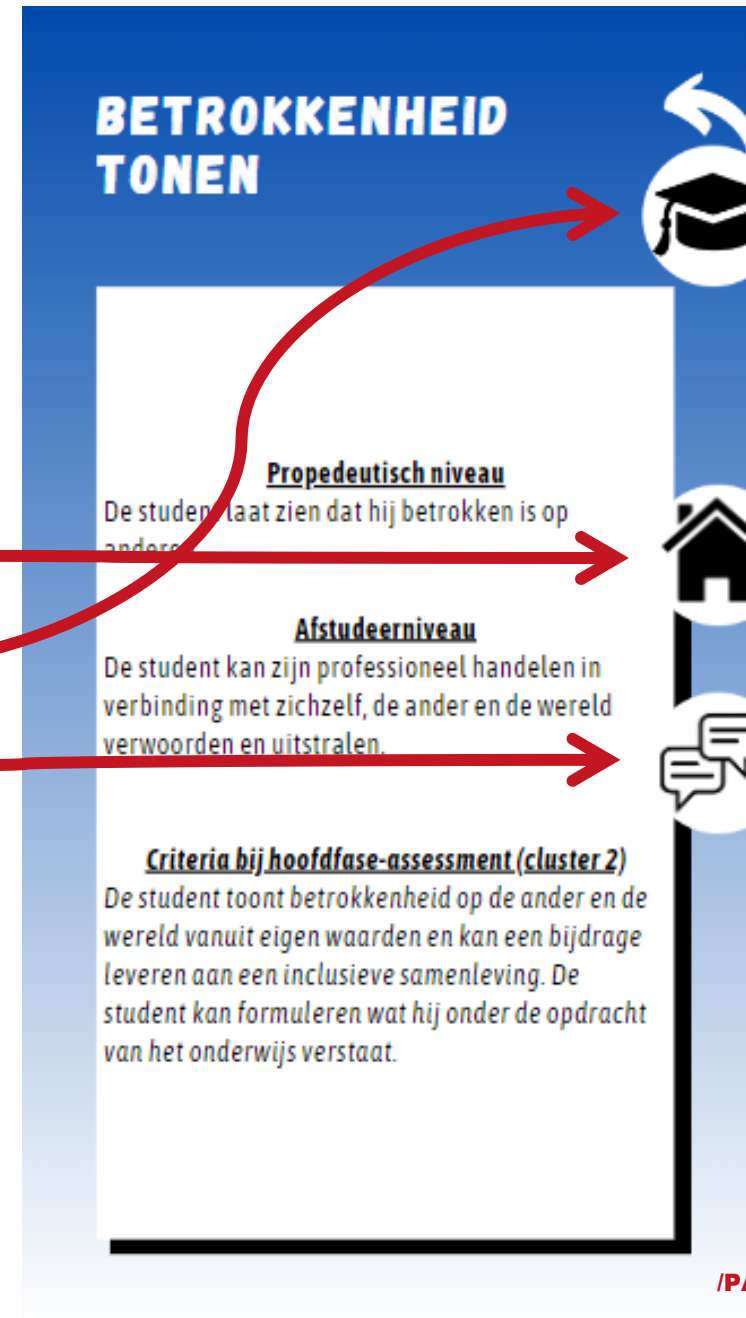 BETROKKENHEID
TONEN
Propedeutisch niveau
De student laat zien dat hij betrokken is op
Afstudeerniveau
De student kan zijn professioneel handelen in
verbinding met zichzelf, de ander en de wereld
verwoorden en uitstralen.
Criteria bij hoofdfase-assessment (cluster 2)
De student toont betrokkenheid op de ander en de
wereld vanuit eigen waarden en kan een bijdrage
leveren aan een inclusieve samenleving. De
student kan formuleren wat hij onder de opdracht
van het onderwijs verstaat.
/PA